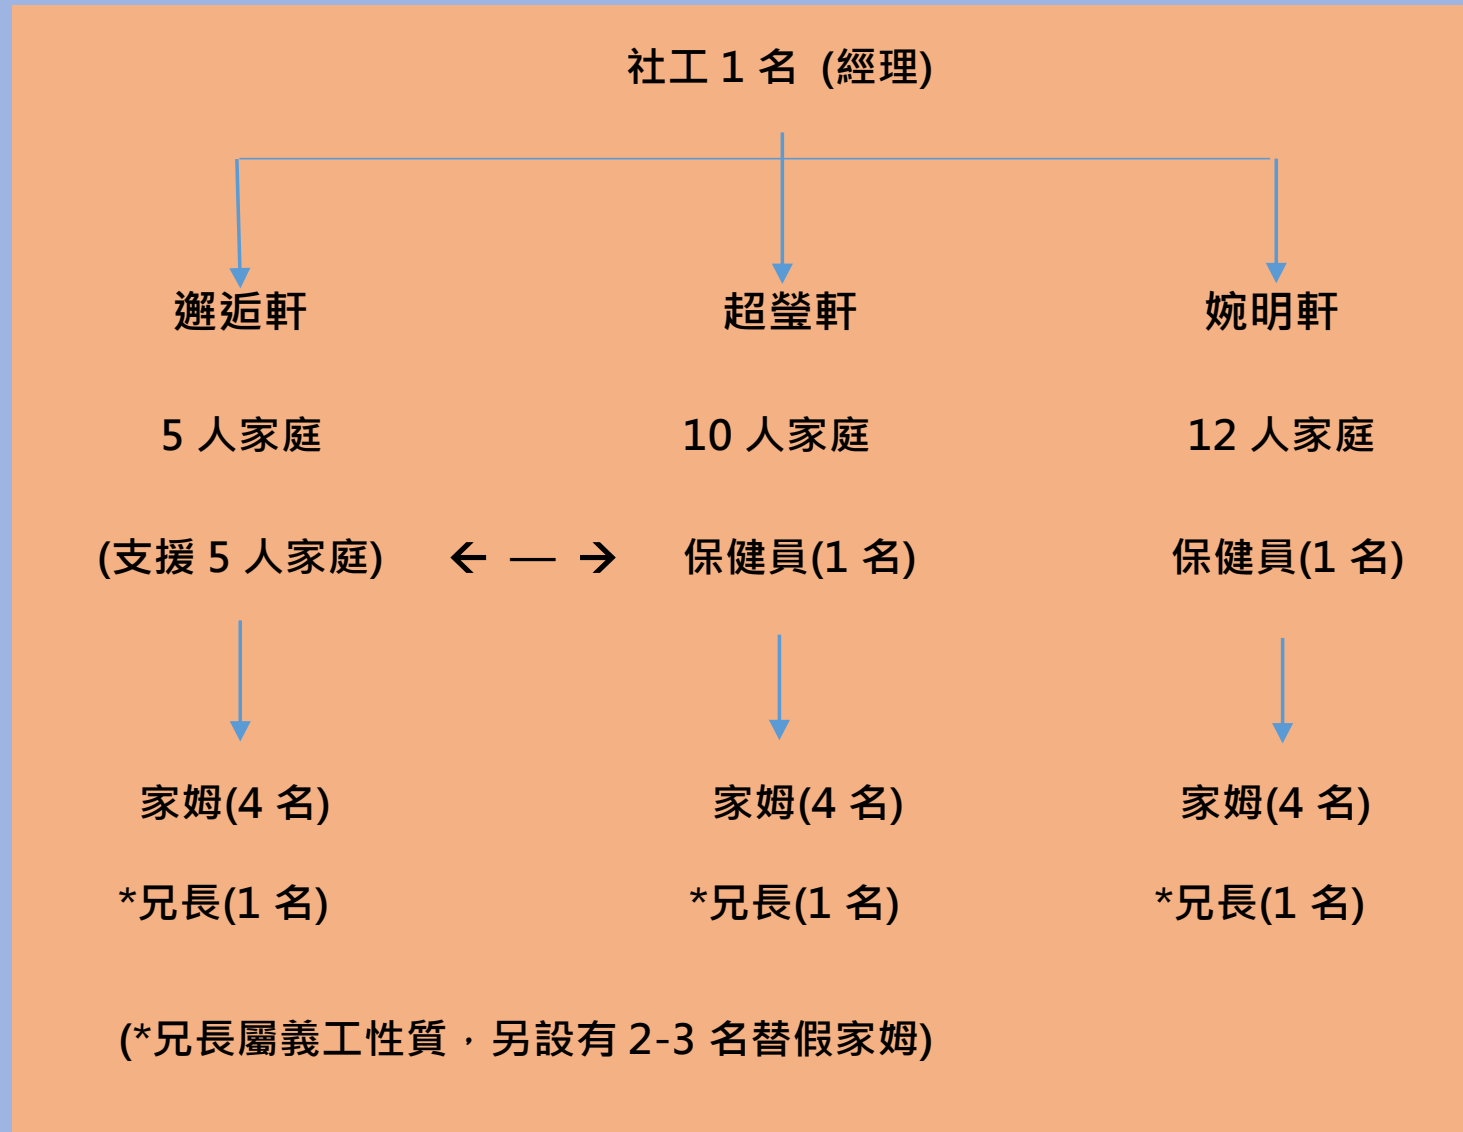 社工 1 名 (經理)
邂逅軒 超瑩軒 婉明軒
5 人家庭 10 人家庭 12 人家庭
(支援 5 人家庭) ← — → 保健員(1 名) 保健員(1 名)
家姆(4 名) 家姆(4 名) 家姆(4 名)
*兄長(1 名) *兄長(1 名) *兄長(1 名)
(*兄長屬義工性質，另設有 2-3 名替假家姆)